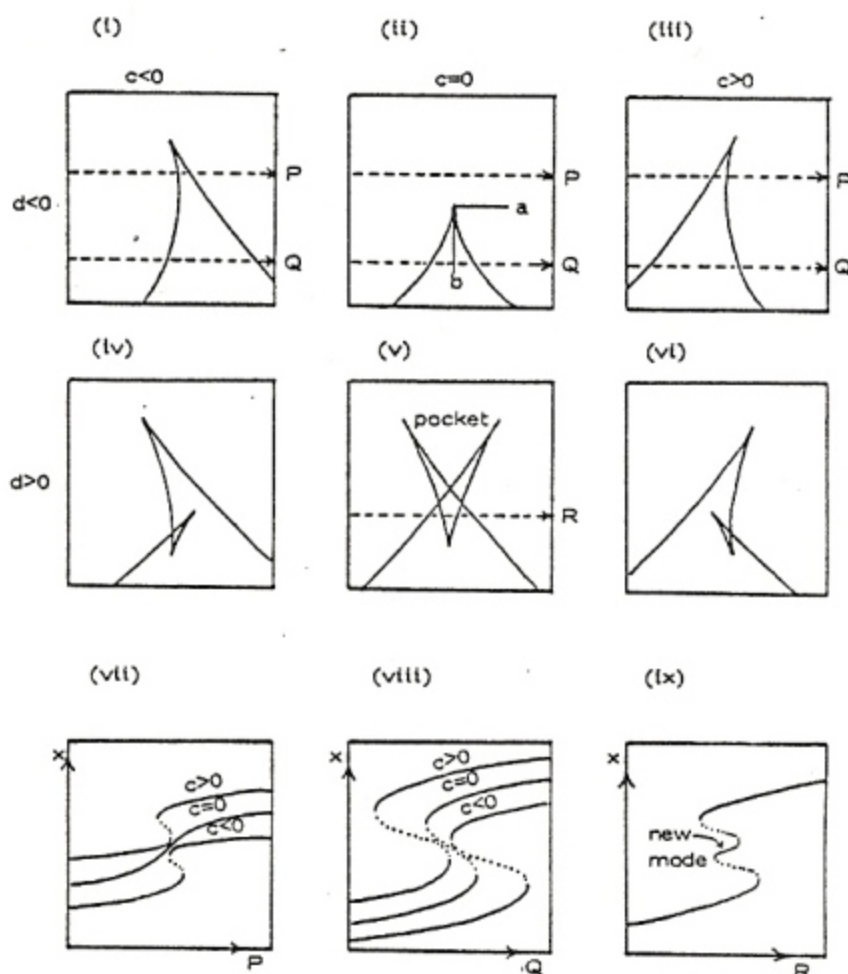 (i) (ii) (iii)
c<0 c=0 c>0
P P P
d<0 a
Q b Q Q
(iv) (v) (vi)
pocket
d>0 R
(vii) (viii) (ix)
x x x
c>0 c>0
c=0 c=0
c<0 c<0
new
mode
P Q R